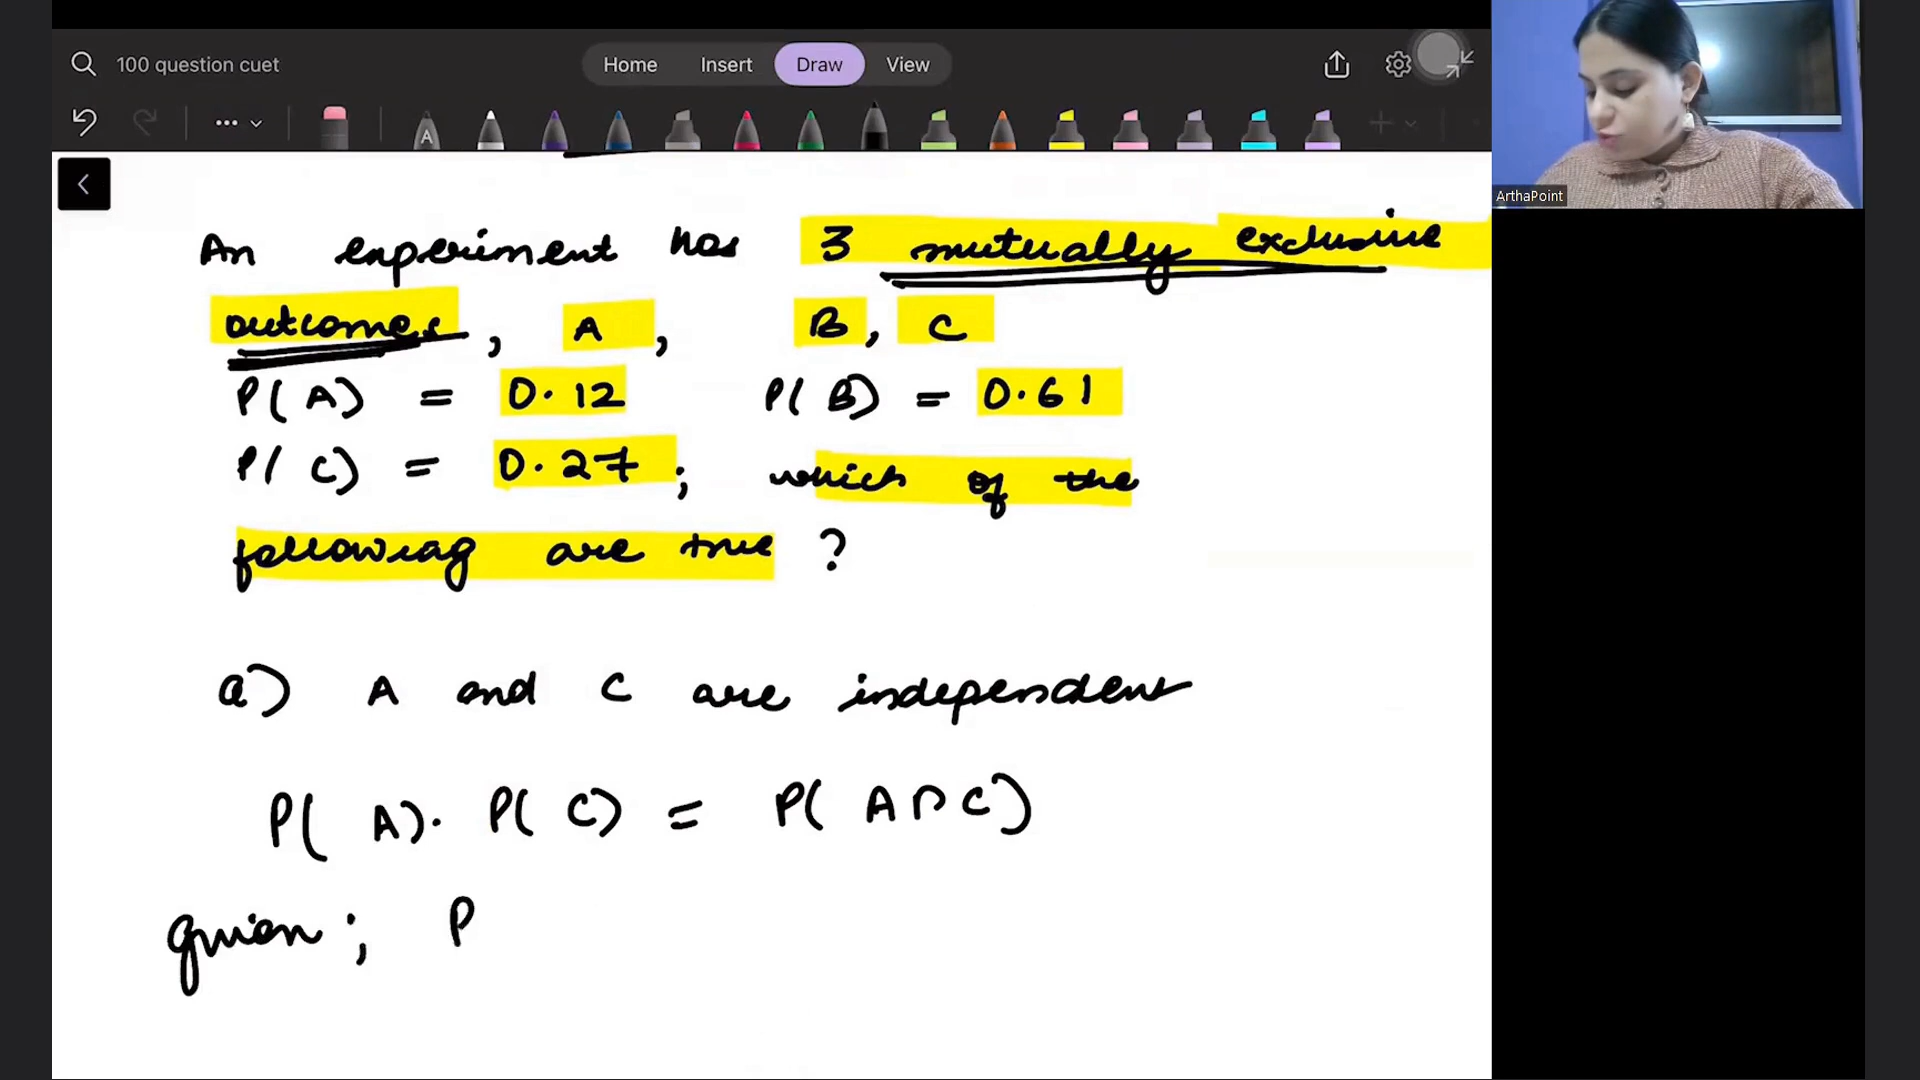 100 question cuet
Home Insert Draw View
A
ArthaPoint
An experiment has 3 mutually exclusive
outcomes, A, B, C
P(A) = 0.12 P(B) = 0.61
P(C) = 0.27; which of the
following are true?
a) A and C are independent
P(A). P(C) = P(A∩C)
given; P